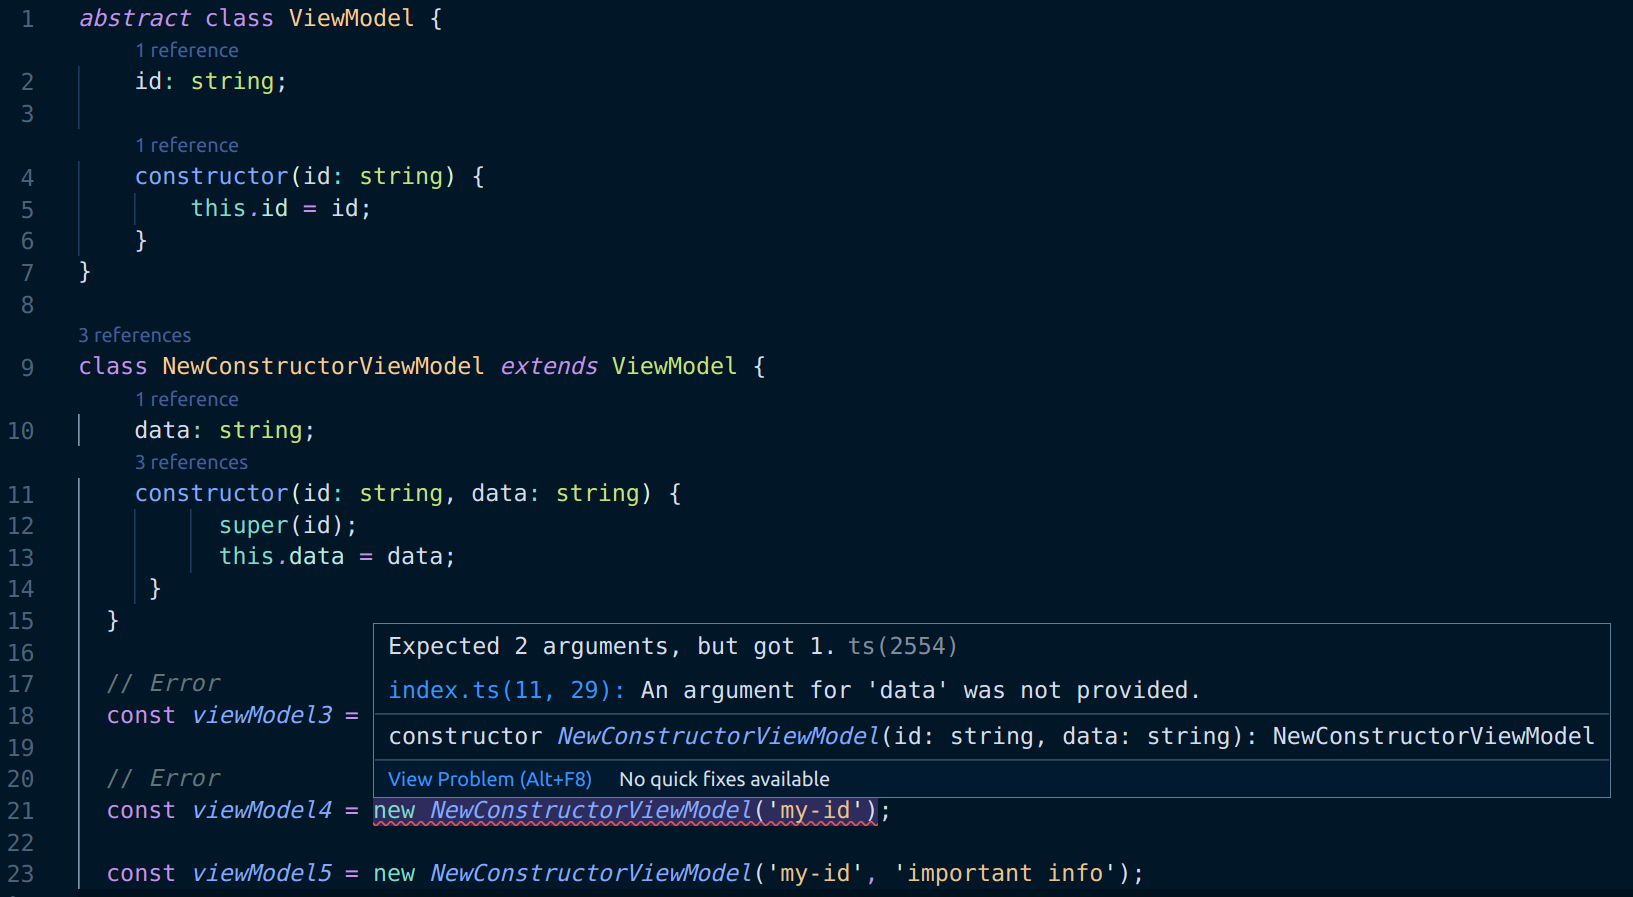 1 abstract class ViewModel {
1 reference
2 id: string;
3
1 reference
4 constructor(id: string) {
5 this.id = id;
6 }
7 }
8
3 references
9 class NewConstructorViewModel extends ViewModel {
1 reference
10 data: string;
3 references
11 constructor(id: string, data: string) {
12 super(id);
13 this.data = data;
14 }
15 }
Expected 2 arguments, but got 1. ts(2554)
16
17 // Error
index.ts(11, 29): An argument for 'data' was not provided.
18 const viewModel3 =
constructor NewConstructorViewModel(id: string, data: string): NewConstructorViewModel
19
20 // Error
View Problem (Alt+F8) No quick fixes available
21 const viewModel4 = new NewConstructorViewModel('my-id');
22
23 const viewModel5 = new NewConstructorViewModel('my-id', 'important info');